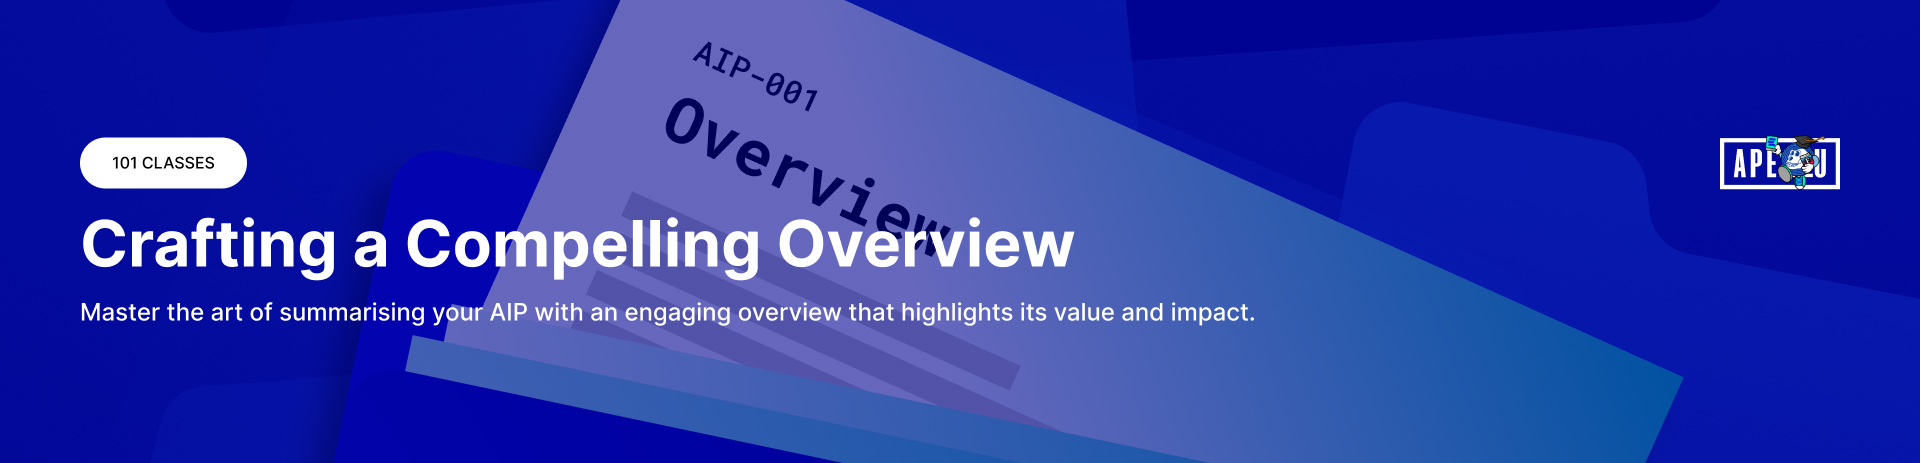 AIP-001
Overview
101 CLASSES
APE U
Crafting a Compelling Overview
Master the art of summarising your AIP with an engaging overview that highlights its value and impact.